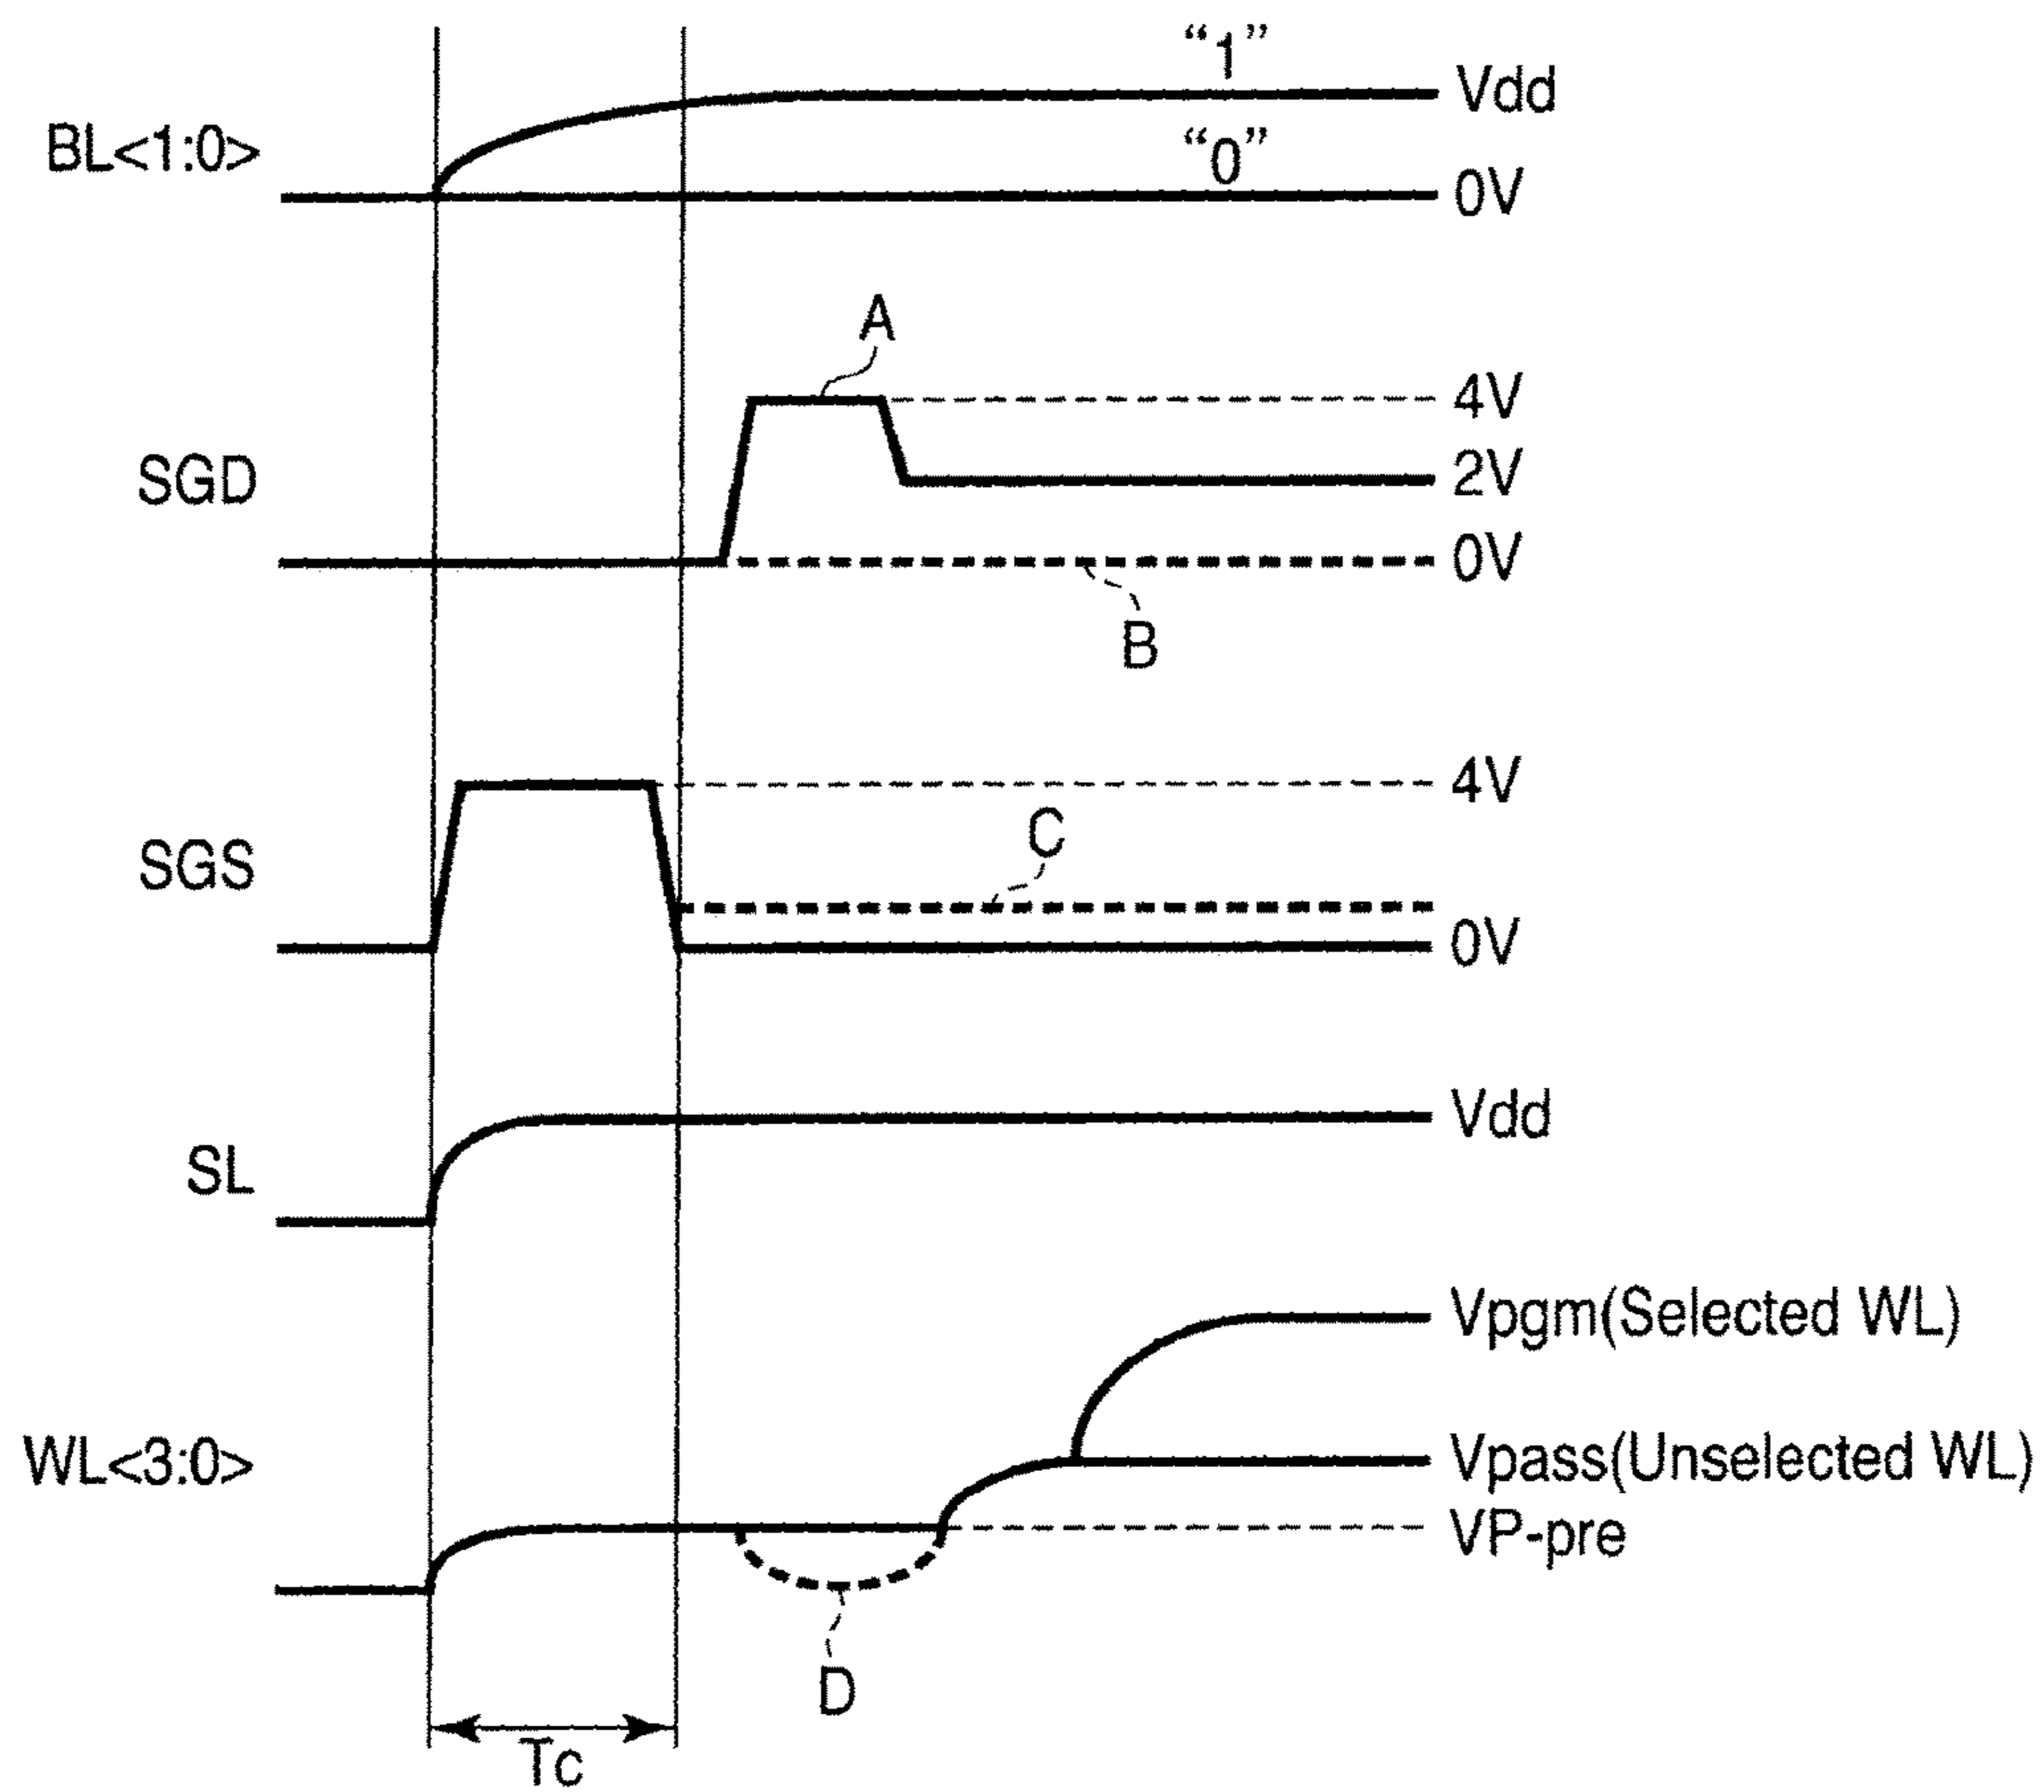 “1”
Vdd
BL<1:0>
“0”
0V
A
4V
SGD
2V
0V
B
4V
C
SGS
0V
Vdd
SL
Vpgm(Selected WL)
WL<3:0>
Vpass(Unselected WL)
VP-pre
D
Tc